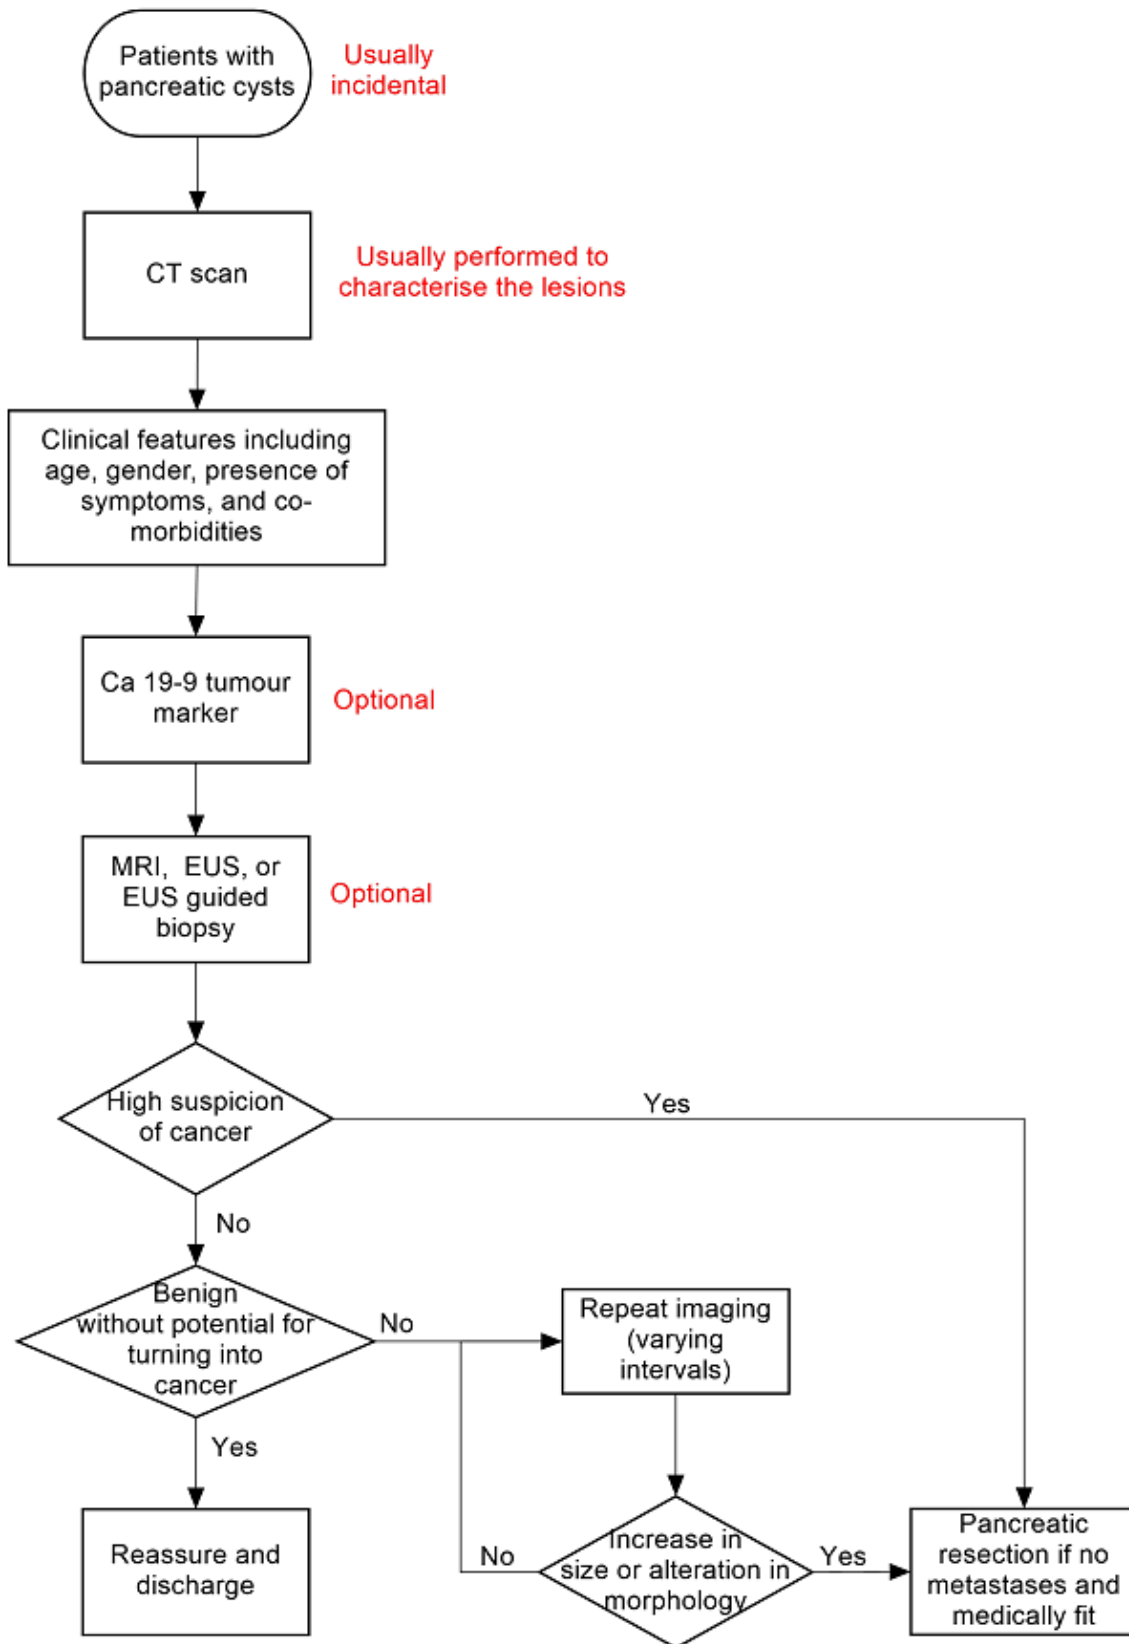 Patients with
pancreatic cysts
Usually
incidental
CT scan
Usually performed to
characterise the lesions
Clinical features including
age, gender, presence of
symptoms, and co-
morbidities
Ca 19-9 tumour
marker
Optional
MRI,  EUS, or
EUS guided
biopsy
Optional
High suspicion
of cancer
Yes
No
Benign
without potential for
turning into
cancer
No
Repeat imaging
(varying
intervals)
Yes
Reassure and
discharge
No
Increase in
size or alteration in
morphology
Yes
Pancreatic
resection if no
metastases and
medically fit